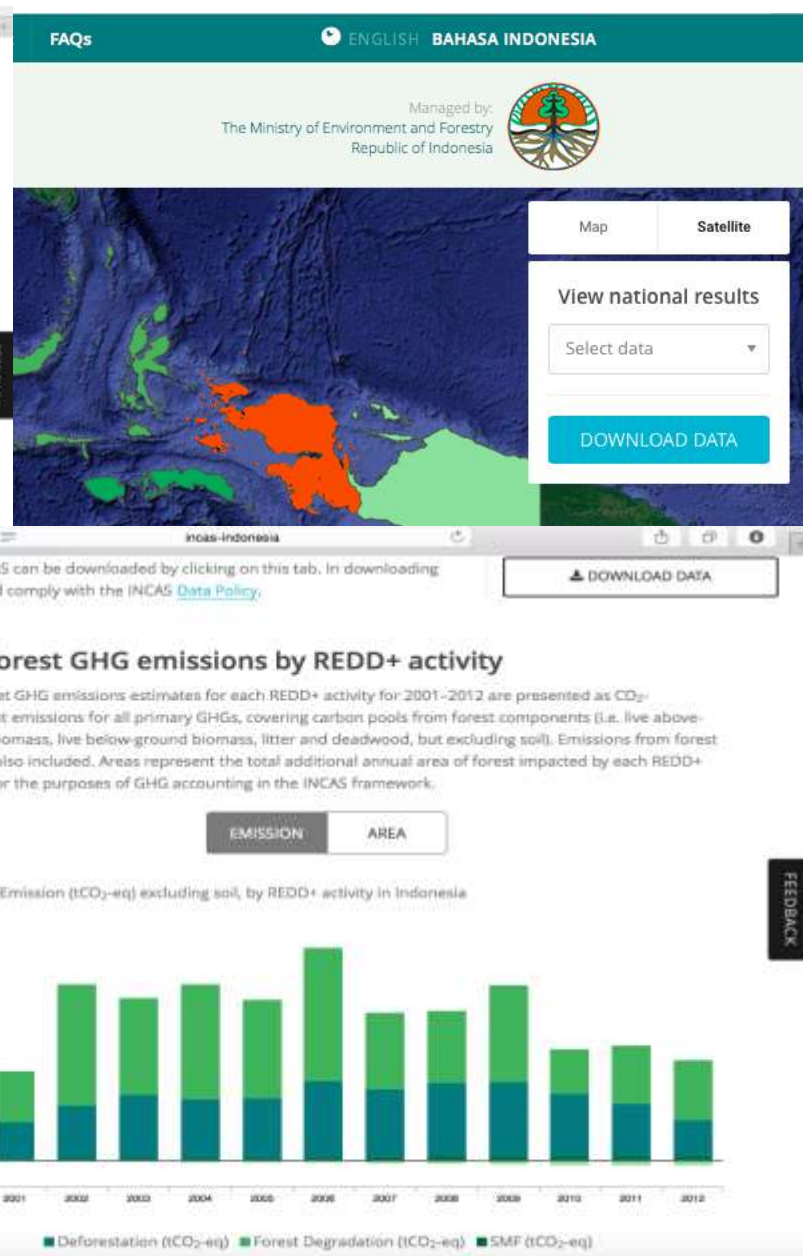 FAQs
ENGLISH BAHASA INDONESIA
Managed by:
The Ministry of Environment and Forestry
Republic of Indonesia
Map
Satellite
View national results
Select data
DOWNLOAD DATA
incas-indonesia
S can be downloaded by clicking on this tab. In downloading
d comply with the INCAS Data Policy.
DOWNLOAD DATA
orest GHG emissions by REDD+ activity
et GHG emissions estimates for each REDD+ activity for 2001–2012 are presented as CO₂-
t emissions for all primary GHGs, covering carbon pools from forest components (i.e. live above-
omass, live below-ground biomass, litter and deadwood, but excluding soil). Emissions from forest
also included. Areas represent the total additional annual area of forest impacted by each REDD+
or the purposes of GHG accounting in the INCAS framework.
EMISSION
AREA
FEEDBACK
Emission (tCO₂-eq) excluding soil, by REDD+ activity in Indonesia
2001 2002 2003 2004 2005 2006 2007 2008 2009 2010 2011 2012
Deforestation (tCO₂-eq) Forest Degradation (tCO₂-eq) SMF (tCO₂-eq)